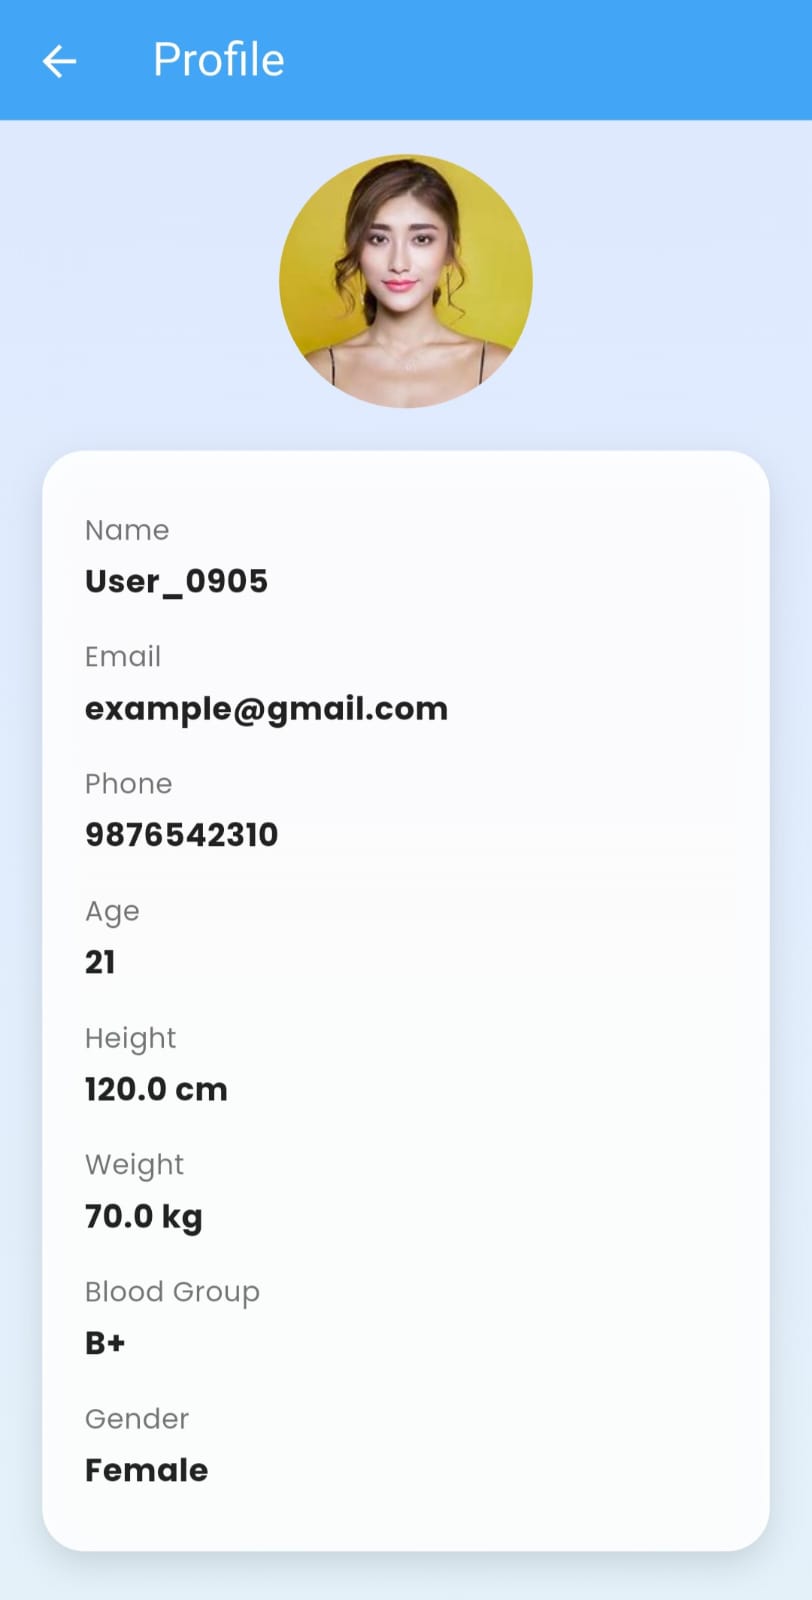 Profile
Name
User_0905
Email
example@gmail.com
Phone
9876542310
Age
21
Height
120.0 cm
Weight
70.0 kg
Blood Group
B+
Gender
Female